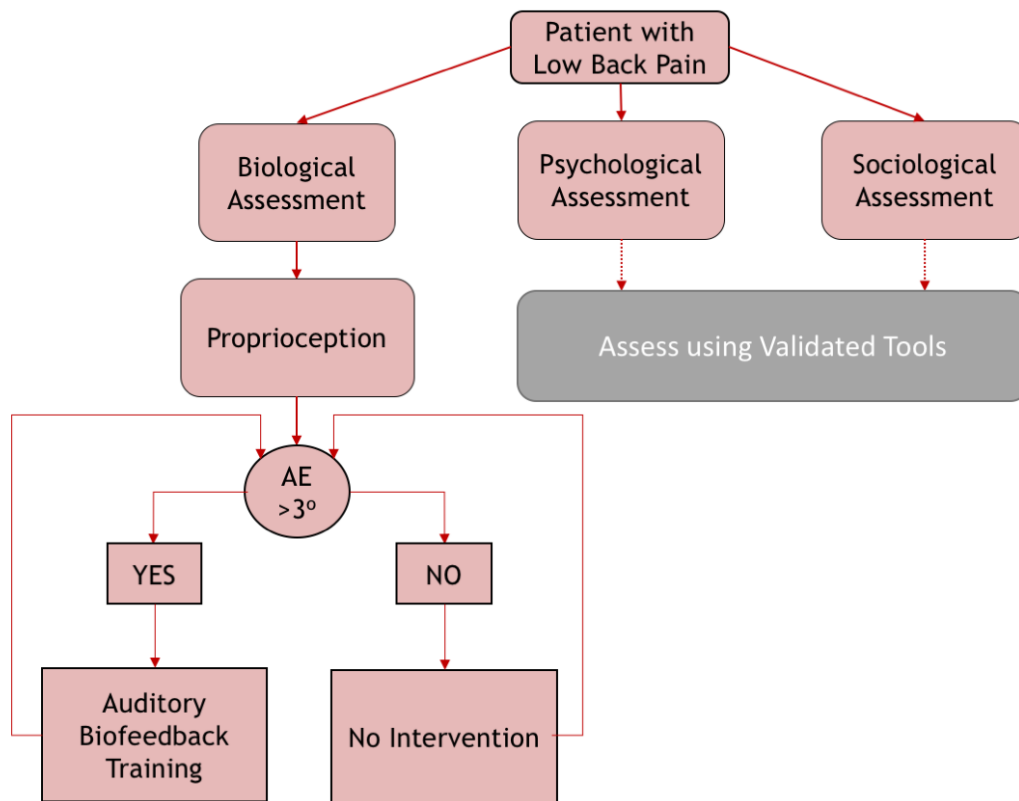 Patient with
Low Back Pain
Biological
Assessment
Psychological
Assessment
Sociological
Assessment
Proprioception
Assess using Validated Tools
AE
>3º
YES
NO
Auditory
Biofeedback
Training
No Intervention